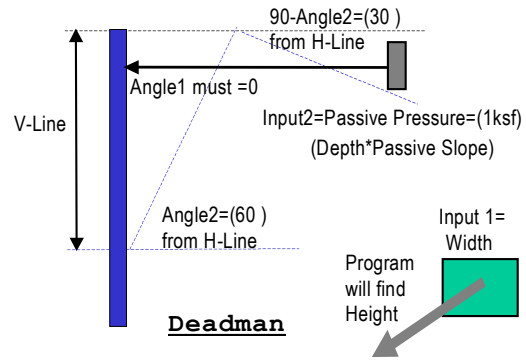 90-Angle2=(30 )
from H-Line
Angle1 must =0
V-Line
Input2=Passive Pressure=(1ksf)
(Depth*Passive Slope)
Angle2=(60 )
from H-Line
Input 1=
Width
Program
will find
Height
Deadman